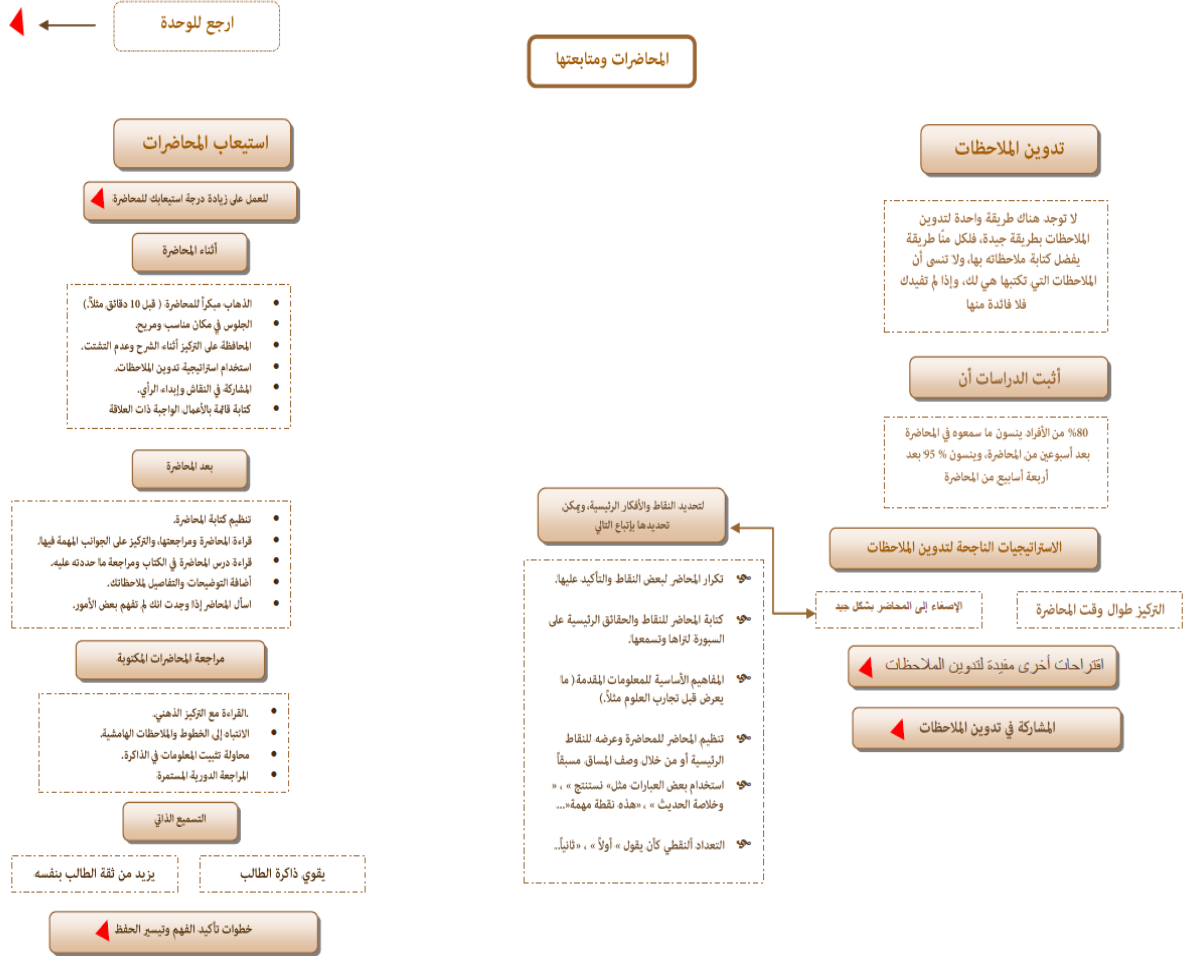 ارجع للوحدة
المحاضرات ومتابعتها
تدوين الملاحظات
لا توجد هناك طريقة واحدة لتدوين
الملاحظات بطريقة جيدة، فلكل منّا طريقة
يفضل كتابة ملاحظاته بها، ولا تنسى أن
الملاحظات التي تكتبها هي لك، وإذا لم تفيدك
فلا فائدة منها
أثبت الدراسات أن
80% من الأفراد ينسون ما سمعوه في المحاضرة
بعد أسبوعين من المحاضرة، وينسون % 95 بعد
أربعة أسابيع من المحاضرة
الاستراتيجيات الناجحة لتدوين الملاحظات
التركيز طوال وقت المحاضرة
الإصغاء إلى المحاضر بشكل جيد
اقتراحات أخرى مفيدة لتدوين الملاحظات
المشاركة في تدوين الملاحظات
لتحديد النقاط والأفكار الرئيسية، ويمكن
تحديدها بإتباع التالي
تكرار المحاضر لبعض النقاط والتأكيد عليها.
كتابة المحاضر للنقاط والحقائق الرئيسية على
السبورة لتراها وتسمعها.
المفاهيم الأساسية للمعلومات المقدمة( ما
يعرض قبل تجارب العلوم مثلاً.)
تنظيم المحاضر للمحاضرة وعرضه للنقاط
الرئيسية أو من خلال وصف المساق مسبقاً
استخدام بعض العبارات مثل» نستنتج » ، «
وخلاصة الحديث » ، «هذه نقطة مهمة«...
التعداد ألنقطي كأن يقول » أولاً » ، «ثانياً...
استيعاب المحاضرات
للعمل على زيادة درجة استيعابك للمحاضرة
أثناء المحاضرة
الذهاب مبكراً للمحاضرة ( قبل 10 دقائق مثلاً.)
الجلوس في مكان مناسب ومريح.
المحافظة على التركيز أثناء الشرح وعدم التشتت.
استخدام استراتيجية تدوين الملاحظات.
المشاركة في النقاش وإبداء الرأي.
كتابة قائمة بالأعمال الواجبة ذات العلاقة
بعد المحاضرة
تنظيم كتابة المحاضرة.
قراءة المحاضرة ومراجعتها، والتركيز على الجوانب المهمة فيها.
قراءة درس المحاضرة في الكتاب ومراجعة ما حددته عليه.
أضافة التوضيحات والتفاصيل لملاحظاتك.
اسأل المحاضر إذا وجدت انك لم تفهم بعض الأمور.
مراجعة المحاضرات المكتوبة
.القراءة مع التركيز الذهني.
الانتباه إلى الخطوط والملاحظات الهامشية.
محاولة تثبيت المعلومات في الذاكرة.
المراجعة الدورية المستمرة
التسميع الذاتي
يقوي ذاكرة الطالب
يزيد من ثقة الطالب بنفسه
خطوات تأكيد الفهم وتيسير الحفظ